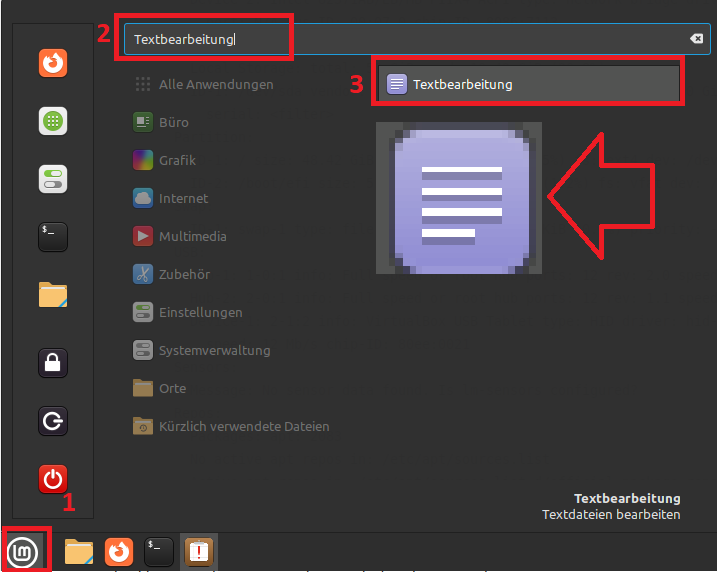 2
Textbearbeitung
3
Textbearbeitung
Alle Anwendungen
Büro
Grafik
Internet
Multimedia
Zubehör
Einstellungen
Systemverwaltung
Orte
Kürzlich verwendete Dateien
1
Textbearbeitung
Textdateien bearbeiten